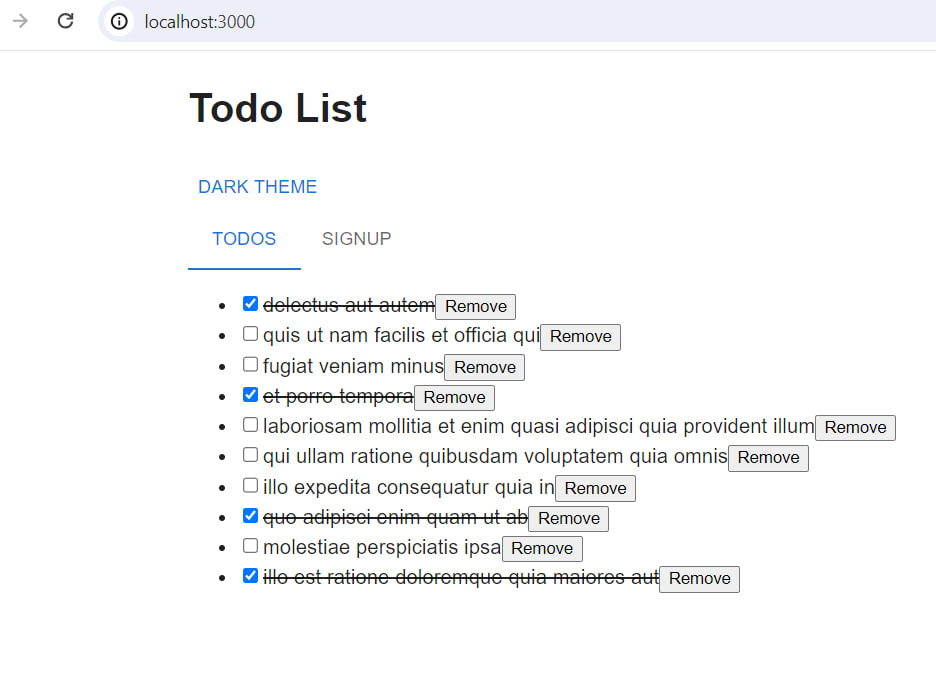 localhost:3000
Todo List
DARK THEME
TODOS SIGNUP
delectus aut autem Remove
quis ut nam facilis et officia qui Remove
fugiat veniam minus Remove
et porro tempora Remove
laboriosam mollitia et enim quasi adipisci quia provident illum Remove
qui ullam ratione quibusdam voluptatem quia omnis Remove
illo expedita consequatur quia in Remove
quo adipisci enim quam ut ab Remove
molestiae perspiciatis ipsa Remove
illo est ratione doloremque quia maiores aut Remove